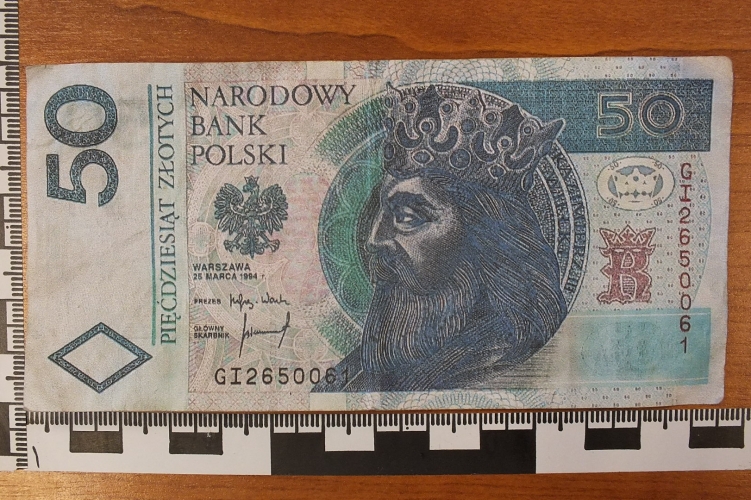 50
PIĘĆDZIESIĄT ZŁOTYCH
NARODOWY
BANK
POLSKI
WARSZAWA
25 MARCA 1994 r.
PREZES
GŁÓWNY
SKARBNIK
GI2650061
50
GI2650061